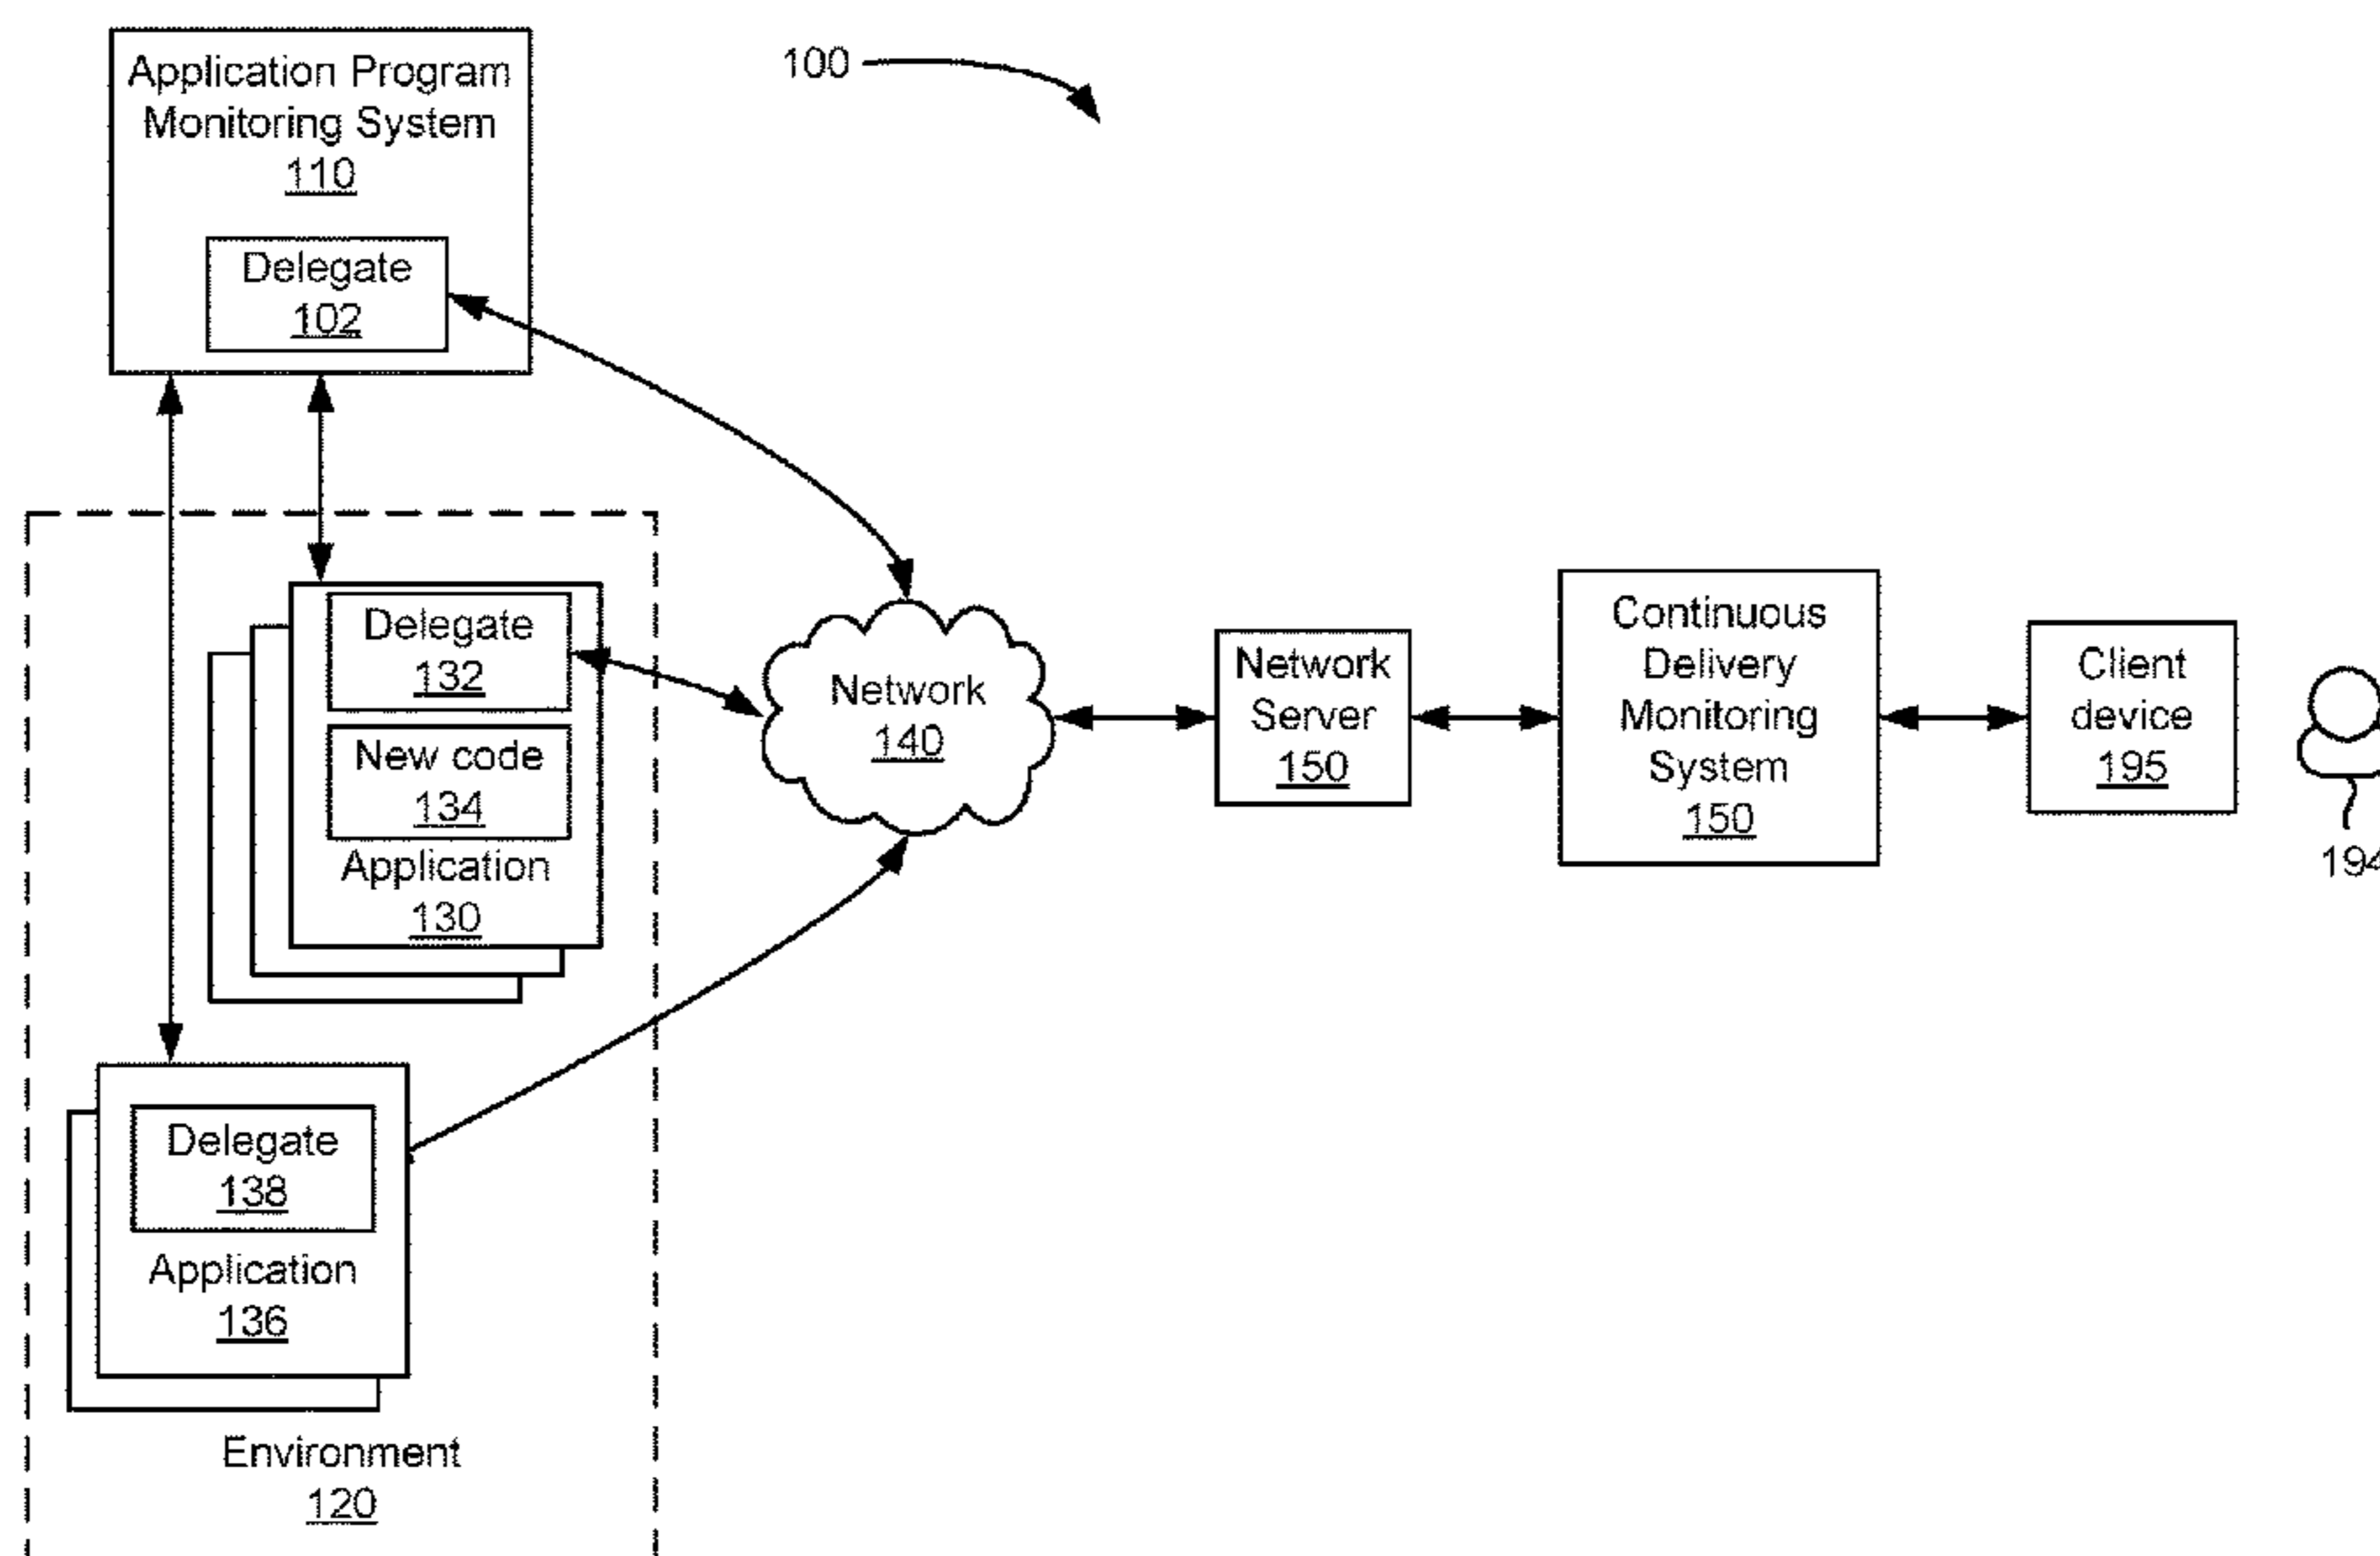 100
Application Program
Monitoring System
110
Delegate
102
Delegate
132
New code
134
Application
130
Delegate
138
Application
136
Environment
120
Network
140
Network
Server
150
Continuous
Delivery
Monitoring
System
150
Client
device
195
194